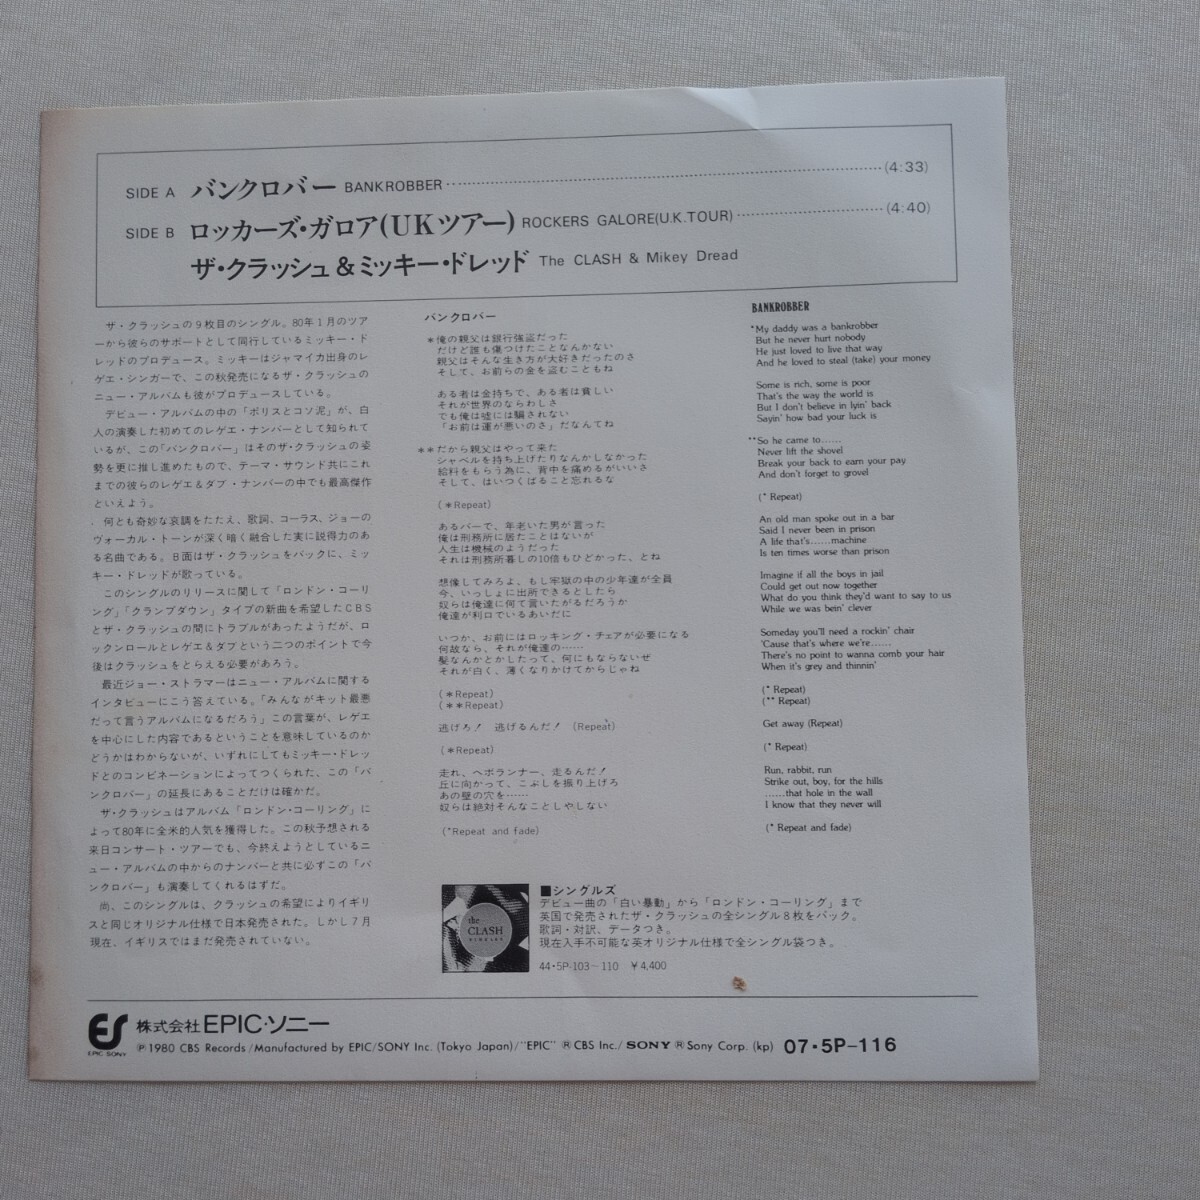 SIDE A バンクロバー BANKROBBER (4:33)
SIDE B ロッカーズ・ガロア(UKツアー) ROCKERS GALORE(U.K.TOUR) (4:40)
ザ・クラッシュ&ミッキー・ドレッド The CLASH & Mikey Dread
ザ・クラッシュの9枚目のシングル。80年1月のツア
ーから彼らのサポートとして同行しているミッキー・ド
レッドのプロデュース。ミッキーはジャマイカ出身のレ
ゲエ・シンガーで、この秋発売になるザ・クラッシュの
ニュー・アルバムも彼がプロデュースしている。
デビュー・アルバムの中の「ポリスとコソ泥」が、白
人の演奏した初めてのレゲエ・ナンバーとして知られて
いるが、この「バンクロバー」はそのザ・クラッシュの姿
勢を更に推し進めたもので、テーマ・サウンド共にこれ
までの彼らのレゲエ&ダブ・ナンバーの中でも最高傑作
といえよう。
何とも奇妙な哀調をたたえ、歌詞、コーラス、ジョーの
ヴォーカル・トーンが深く暗く融合した実に説得力のあ
る名曲である。B面はザ・クラッシュをバックに、ミッ
キー・ドレッドが歌っている。
このシングルのリリースに関して「ロンドン・コーリ
ング」「クランプダウン」タイプの新曲を希望したCBS
とザ・クラッシュの間にトラブルがあったようだが、ロ
ックンロールとレゲエ&ダブという二つのポイントで今
後はクラッシュをとらえる必要があろう。
最近ジョー・ストラマーはニュー・アルバムに関する
インタビューにこう答えている。「みんながキット最悪
だって言うアルバムになるだろう」この言葉が、レゲエ
を中心にした内容であるということを意味しているのか
どうかはわからないが、いずれにしてもミッキー・ドレッ
ドとのコンビネーションによってつくられた、この「バ
ンクロバー」の延長にあることだけは確かだ。
ザ・クラッシュはアルバム「ロンドン・コーリング」に
よって80年に全米的人気を獲得した。この秋予想される
来日コンサート・ツアーでも、今終えようとしているニ
ュー・アルバムの中からのナンバーと共に必ずこの「バ
ンクロバー」も演奏してくれるはずだ。
尚、このシングルは、クラッシュの希望によりイギリ
スと同じオリジナル仕様で日本発売された。しかし7月
現在、イギリスではまだ発売されていない。
バンクロバー
*俺の親父は銀行強盗だった
だけど誰も傷つけたことなんかない
親父はそんな生き方が大好きだったのさ
そして、お前らの金を盗むこともね
ある者は金持ちで、ある者は貧しい
それが世界のならわしさ
でも俺は嘘には騙されない
「お前は運が悪いのさ」だなんてね
**だから親父はやって来た
シャベルを持ち上げたりなんかしなかった
給料をもらう為に、背中を痛めるがいいさ
そして、はいつくばること忘れるな
(*Repeat)
あるバーで、年老いた男が言った
俺は刑務所に居たことはないが
人生は機械のようだった
それは刑務所暮しの10倍もひどかった、とね
想像してみろよ、もし牢獄の中の少年達が全員
今、いっしょに出所できるとしたら
奴らは俺達に何て言いたがるだろうか
俺達が利口でいるあいだに
いつか、お前にはロッキング・チェアが必要になる
何故なら、それが俺達の……
髪なんかとかしたって、何にもならないぜ
それが白く、薄くなりかけてからじゃね
(*Repeat)
(**Repeat)
逃げろ! 逃げるんだ! (Repeat)
(*Repeat)
走れ、ヘボランナー、走るんだ!
丘に向かって、こぶしを振り上げろ
あの壁の穴を……
奴らは絶対そんなことしやしない
(*Repeat and fade)
BANKROBBER
*My daddy was a bankrobber
But he never hurt nobody
He just loved to live that way
And he loved to steal (take) your money
Some is rich, some is poor
That's the way the world is
But I don't believe in lyin' back
Sayin' how bad your luck is
**So he came to……
Never lift the shovel
Break your back to earn your pay
And don't forget to grovel
(* Repeat)
An old man spoke out in a bar
Said I never been in prison
A life that's……machine
Is ten times worse than prison
Imagine if all the boys in jail
Could get out now together
What do you think they'd want to say to us
While we was bein' clever
Someday you'll need a rockin' chair
'Cause that's where we're……
There's no point to wanna comb your hair
When it's grey and thinnin'
(* Repeat)
(** Repeat)
Get away (Repeat)
(* Repeat)
Run, rabbit, run
Strike out, boy, for the hills
……that hole in the wall
I know that they never will
(* Repeat and fade)
the
CLASH
SINGLES
■シングルズ
デビュー曲の「白い暴動」から「ロンドン・コーリング」まで
英国で発売されたザ・クラッシュの全シングル8枚をパック。
歌詞・対訳、データつき。
現在入手不可能な英オリジナル仕様で全シングル袋つき。
44・5P-103~110 ¥4,400
ES
EPIC SONY
株式会社EPIC・ソニー
Ⓟ1980 CBS Records/Manufactured by EPIC/SONY Inc. (Tokyo Japan)/"EPIC" ® CBS Inc./ SONY ® Sony Corp. (kp) 07・5P-116